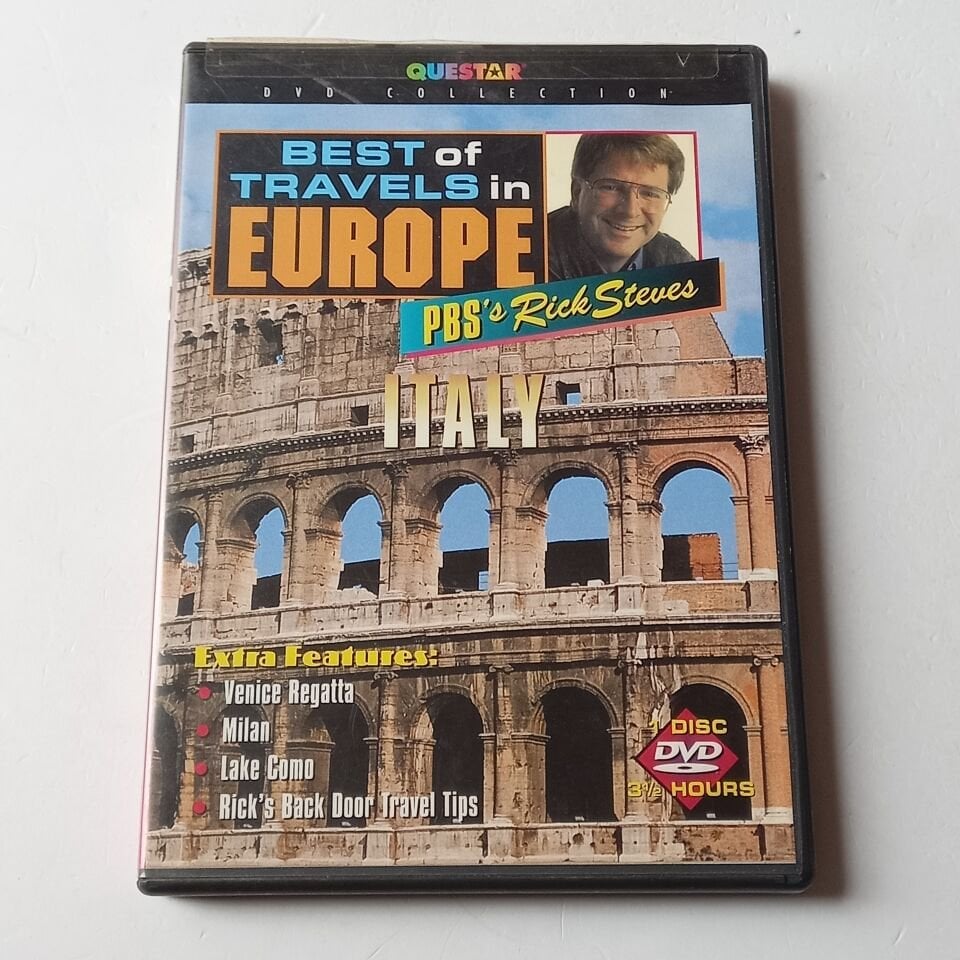 QUESTAR
DVD COLLECTION
BEST of
TRAVELS in
EUROPE
PBS's Rick Steves
ITALY
Extra Features:
• Venice Regatta
• Milan
• Lake Como
• Rick's Back Door Travel Tips
1 DISC
DVD
3½ HOURS